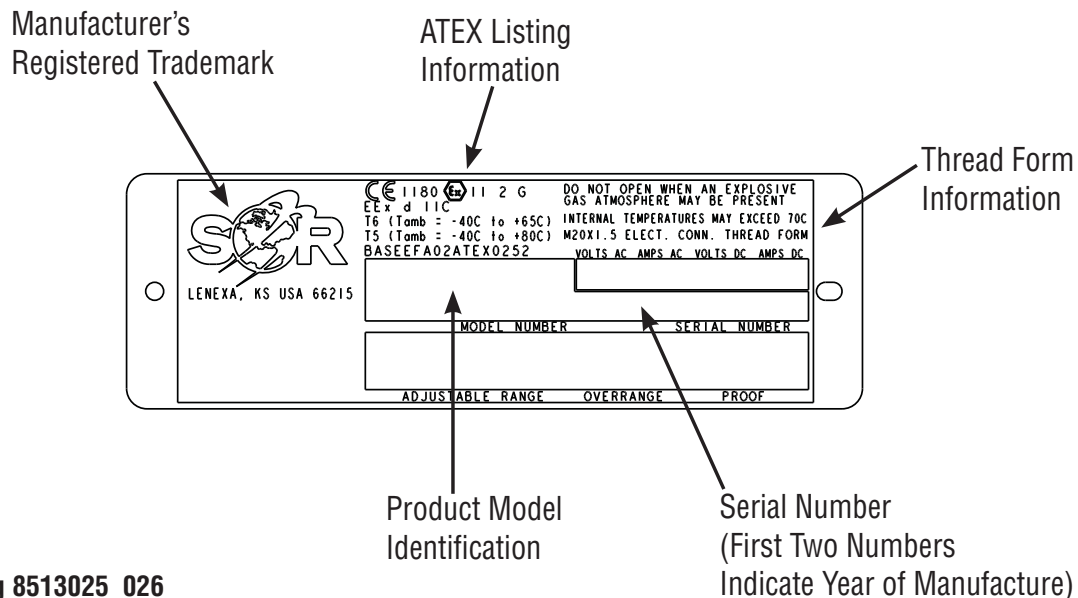 Manufacturer's
Registered Trademark
ATEX Listing
Information
Thread Form
Information
SOR
LENEXA, KS USA 66215
CE 1180 Ex II 2 G
EEx d IIC
T6 (Tamb = -40C to +65C)
T5 (Tamb = -40C to +80C)
BASEEFA02ATEX0252
DO NOT OPEN WHEN AN EXPLOSIVE
GAS ATMOSPHERE MAY BE PRESENT
INTERNAL TEMPERATURES MAY EXCEED 70C
M20X1.5 ELECT. CONN. THREAD FORM
VOLTS AC AMPS AC VOLTS DC AMPS DC
MODEL NUMBER SERIAL NUMBER
ADJUSTABLE RANGE OVERRANGE PROOF
Product Model
Identification
Serial Number
(First Two Numbers
Indicate Year of Manufacture)
8513025 026